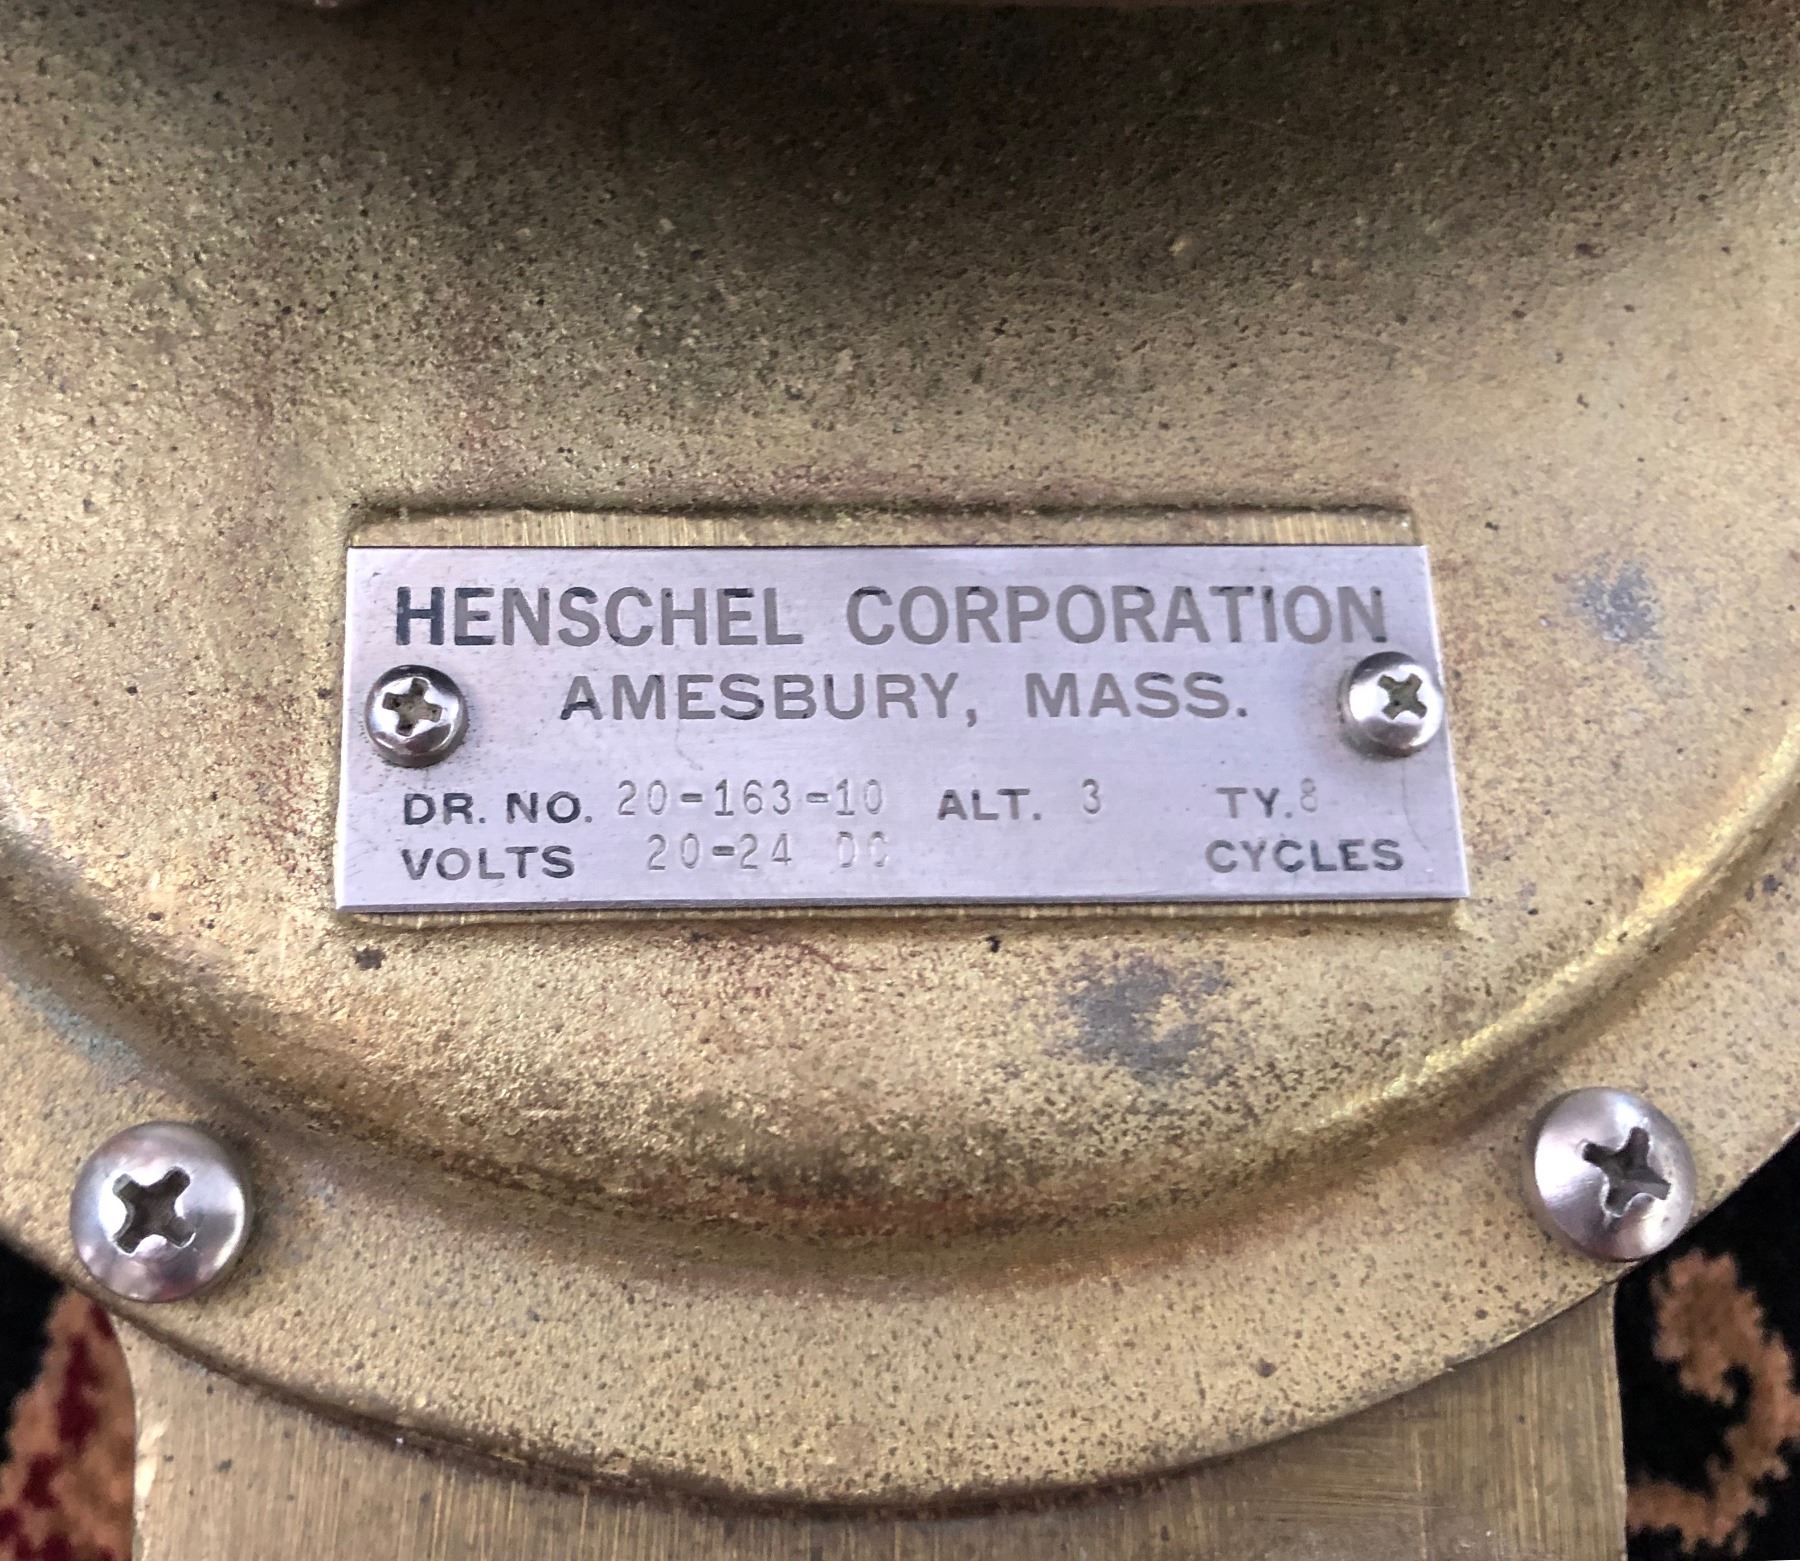 HENSCHEL CORPORATION
AMESBURY, MASS.
DR. NO. 20-163-10 ALT. 3 TY. 8
VOLTS 20-24 DC CYCLES